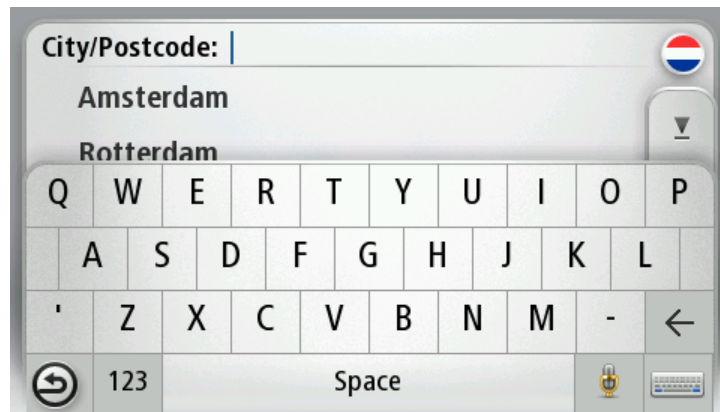 City/Postcode:
Amsterdam
Rotterdam
Q W E R T Y U I O P
A S D F G H J K L
' Z X C V B N M -
123 Space